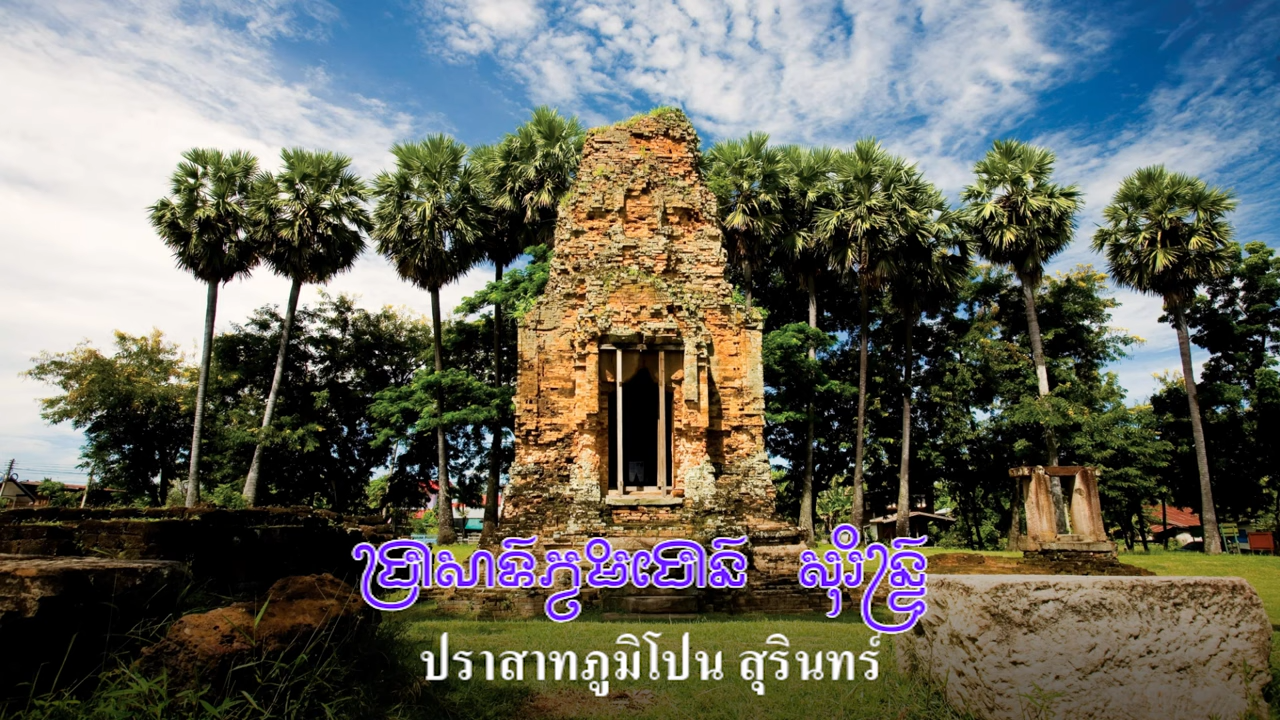 ប្រាសាទភូមិបោន សុរិន្ទ្រ
ปราสาทภูมิโปน สุรินทร์